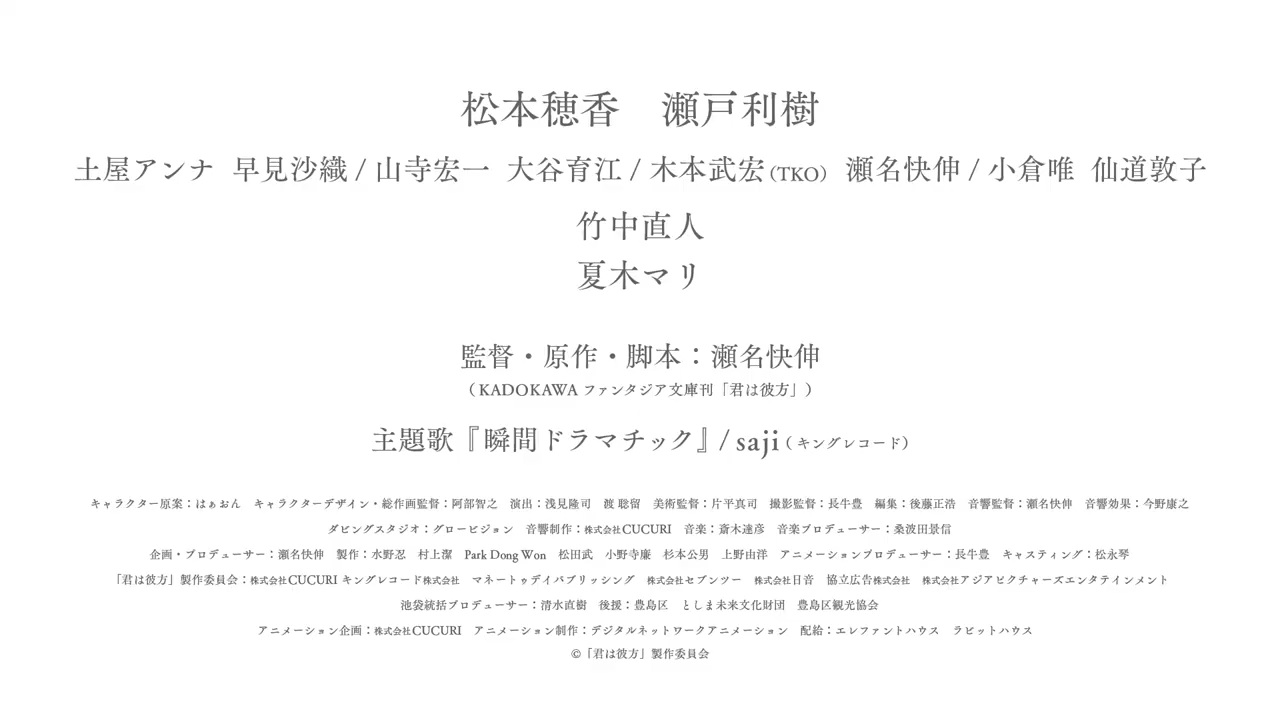 松本穂香　瀬戸利樹
土屋アンナ 早見沙織 / 山寺宏一 大谷育江 / 木本武宏（TKO） 瀬名快伸 / 小倉唯 仙道敦子
竹中直人
夏木マリ
監督・原作・脚本：瀬名快伸
（KADOKAWA ファンタジア文庫刊「君は彼方」）
主題歌『瞬間ドラマチック』/ saji（キングレコード）
キャラクター原案：はぁおん　キャラクターデザイン・総作画監督：阿部智之　演出：浅見隆司　渡 聡留　美術監督：片平真司　撮影監督：長牛豊　編集：後藤正浩　音響監督：瀬名快伸　音響効果：今野康之
ダビングスタジオ：グロービジョン　音響制作：株式会社CUCURI　音楽：斎木達彦　音楽プロデューサー：桑波田景信
企画・プロデューサー：瀬名快伸　製作：水野忍　村上潔　Park Dong Won　松田武　小野寺廉　杉本公男　上野由洋　アニメーションプロデューサー：長牛豊　キャスティング：松永琴
「君は彼方」製作委員会：株式会社CUCURI キングレコード株式会社　マネートゥデイパブリッシング　株式会社セブンツー　株式会社日音　協立広告株式会社　株式会社アジアピクチャーズエンタテインメント
池袋統括プロデューサー：清水直樹　後援：豊島区　としま未来文化財団　豊島区観光協会
アニメーション企画：株式会社CUCURI　アニメーション制作：デジタルネットワークアニメーション　配給：エレファントハウス　ラビットハウス
©「君は彼方」製作委員会